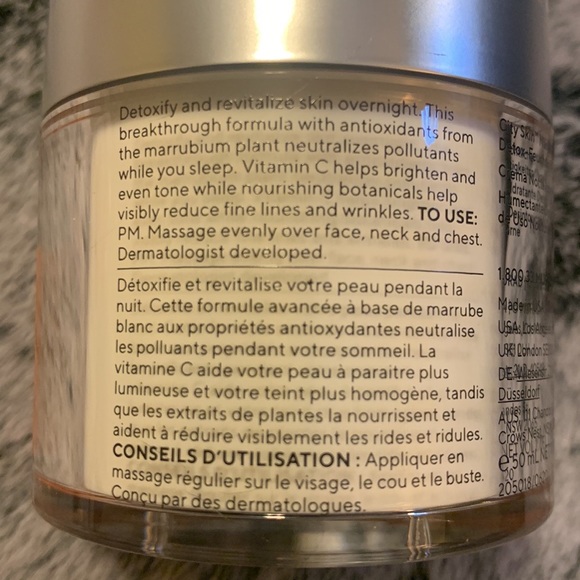 Detoxify and revitalize skin overnight. This
breakthrough formula with antioxidants from
the marrubium plant neutralizes pollutants
while you sleep. Vitamin C helps brighten and
even tone while nourishing botanicals help
visibly reduce fine lines and wrinkles. TO USE:
PM. Massage evenly over face, neck and chest.
Dermatologist developed.
Détoxifie et revitalise votre peau pendant la
nuit. Cette formule avancée à base de marrube
blanc aux propriétés antioxydantes neutralise
les polluants pendant votre sommeil. La
vitamine C aide votre peau à paraitre plus
lumineuse et votre teint plus homogène, tandis
que les extraits de plantes la nourrissent et
aident à réduire visiblement les rides et ridules.
CONSEILS D'UTILISATION : Appliquer en
massage régulier sur le visage, le cou et le buste.
Conçu par des dermatologues.
City Skin
Crema
Made
USA
UK London
DE
Düsseldorf
AUS
Crows
e 50 mL